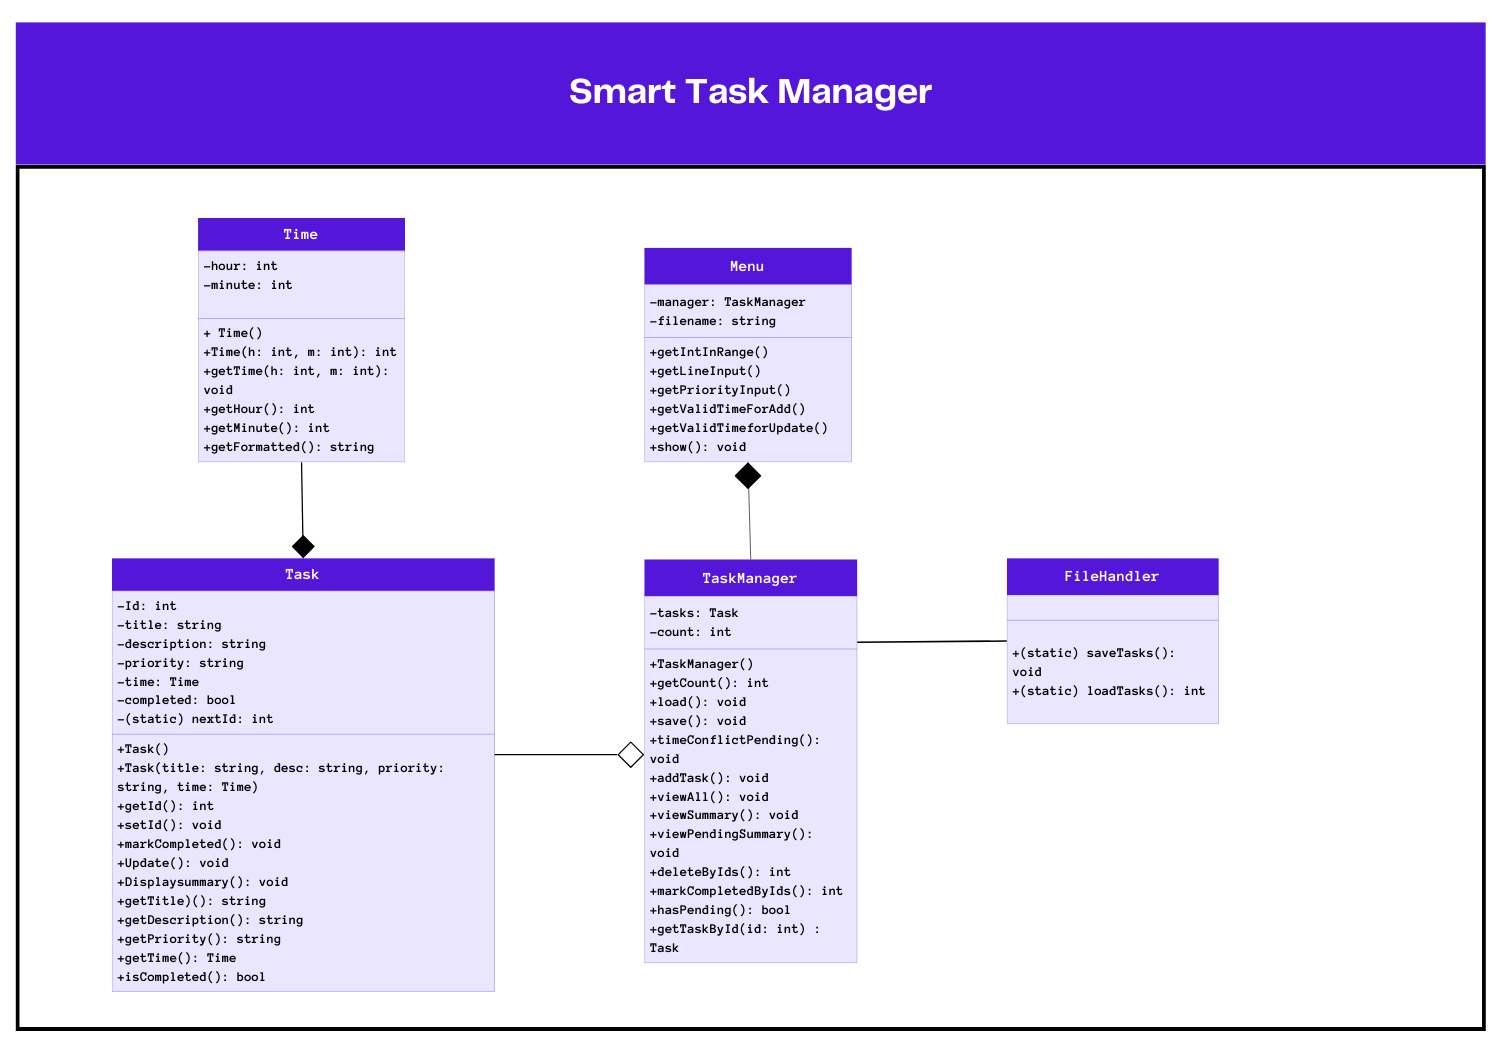 Smart Task Manager
Time
-hour: int
-minute: int
+ Time()
+Time(h: int, m: int): int
+getTime(h: int, m: int):
void
+getHour(): int
+getMinute(): int
+getFormatted(): string
Menu
-manager: TaskManager
-filename: string
+getIntInRange()
+getLineInput()
+getPriorityInput()
+getValidTimeForAdd()
+getValidTimeforUpdate()
+show(): void
Task
-Id: int
-title: string
-description: string
-priority: string
-time: Time
-completed: bool
-(static) nextId: int
+Task()
+Task(title: string, desc: string, priority:
string, time: Time)
+getId(): int
+setId(): void
+markCompleted(): void
+Update(): void
+Displaysummary(): void
+getTitle)(): string
+getDescription(): string
+getPriority(): string
+getTime(): Time
+isCompleted(): bool
TaskManager
-tasks: Task
-count: int
+TaskManager()
+getCount(): int
+load(): void
+save(): void
+timeConflictPending():
void
+addTask(): void
+viewAll(): void
+viewSummary(): void
+viewPendingSummary():
void
+deleteByIds(): int
+markCompletedByIds(): int
+hasPending(): bool
+getTaskById(id: int) :
Task
FileHandler
+(static) saveTasks():
void
+(static) loadTasks(): int